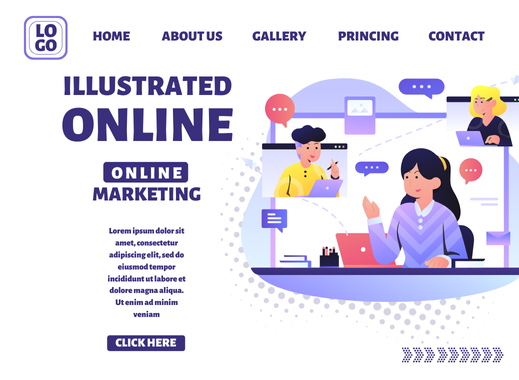 LO
GO
HOME ABOUT US GALLERY PRINCING CONTACT
ILLUSTRATED
ONLINE
ONLINE
MARKETING
Lorem ipsum dolor sit
amet, consectetur
adipiscing elit, sed do
eiusmod tempor
incididunt ut labore et
dolore magna aliqua.
Ut enim ad minim
veniam
CLICK HERE